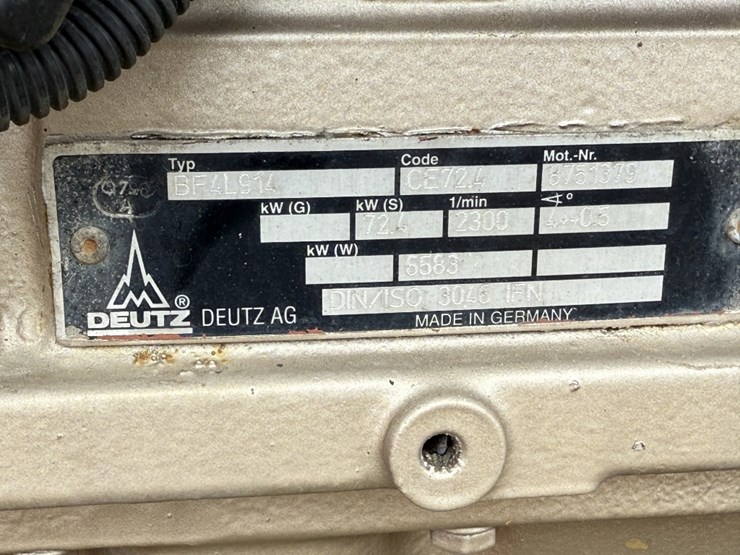 Typ Code Mot.-Nr.
BF4L914 CE72,4 8751379
kW (G) kW (S) 1/min ∢°
72,4 2300
kW (W)
6583
DIN/ISO 3046 IFN
DEUTZ ® DEUTZ AG MADE IN GERMANY